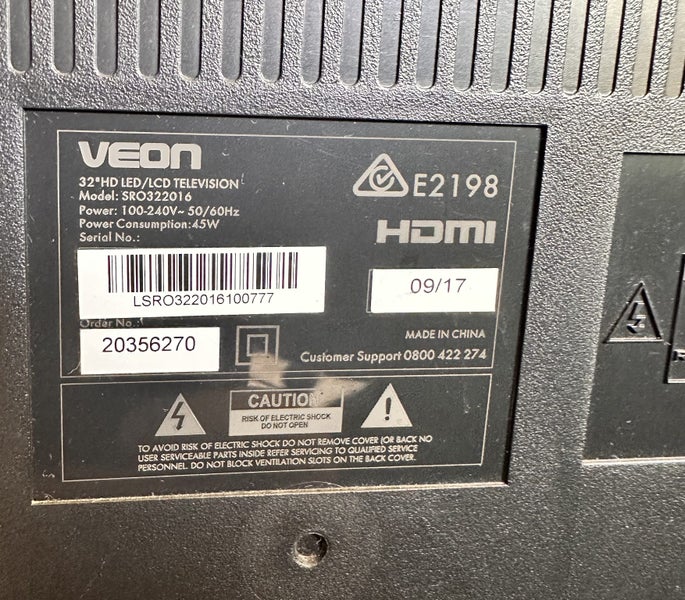 VEON
32"HD LED/LCD TELEVISION
Model: SRO322016
Power: 100-240V~ 50/60Hz
Power Consumption:45W
Serial No.:
LSRO322016100777
Order No.:
20356270
E2198
HDMI
09/17
MADE IN CHINA
Customer Support 0800 422 274
CAUTION
RISK OF ELECTRIC SHOCK
DO NOT OPEN
TO AVOID RISK OF ELECTRIC SHOCK DO NOT REMOVE COVER (OR BACK NO
USER SERVICEABLE PARTS INSIDE REFER SERVICING TO QUALIFIED SERVICE
PERSONNEL. DO NOT BLOCK VENTILATION SLOTS ON THE BACK COVER.